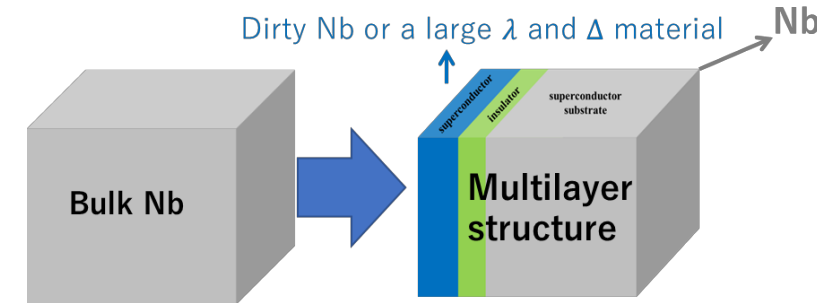 Dirty Nb or a large λ and Δ material
Nb
superconductor
insulator
superconductor
substrate
Bulk Nb
Multilayer
structure